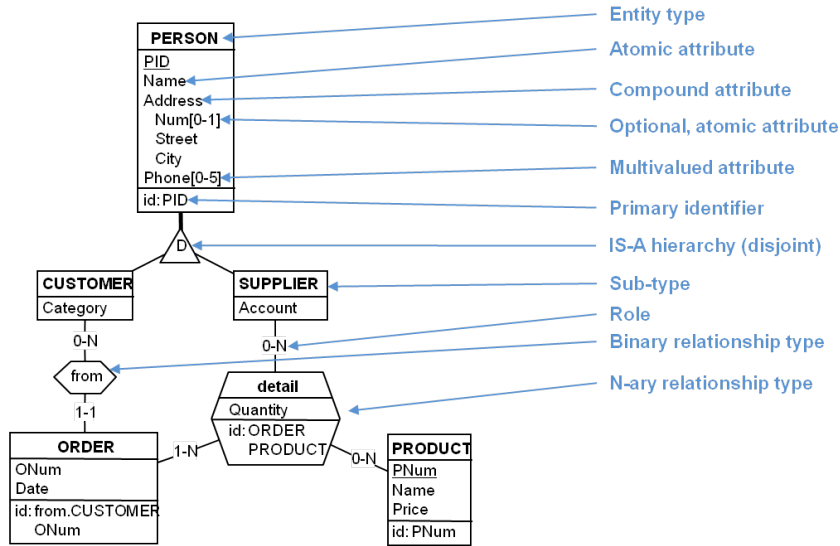 PERSON
PID
Name
Address
Num[0-1]
Street
City
Phone[0-5]
id: PID
D
CUSTOMER
Category
SUPPLIER
Account
0-N
0-N
from
1-1
detail
Quantity
id: ORDER
PRODUCT
ORDER
ONum
Date
id: from.CUSTOMER
ONum
1-N
0-N
PRODUCT
PNum
Name
Price
id: PNum
Entity type
Atomic attribute
Compound attribute
Optional, atomic attribute
Multivalued attribute
Primary identifier
IS-A hierarchy (disjoint)
Sub-type
Role
Binary relationship type
N-ary relationship type